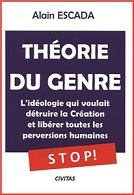 Alain ESCADA
THÉORIE
DU GENRE
L'idéologie qui voulait
détruire la Création
et libérer toutes les
perversions humaines
STOP!
CIVITAS